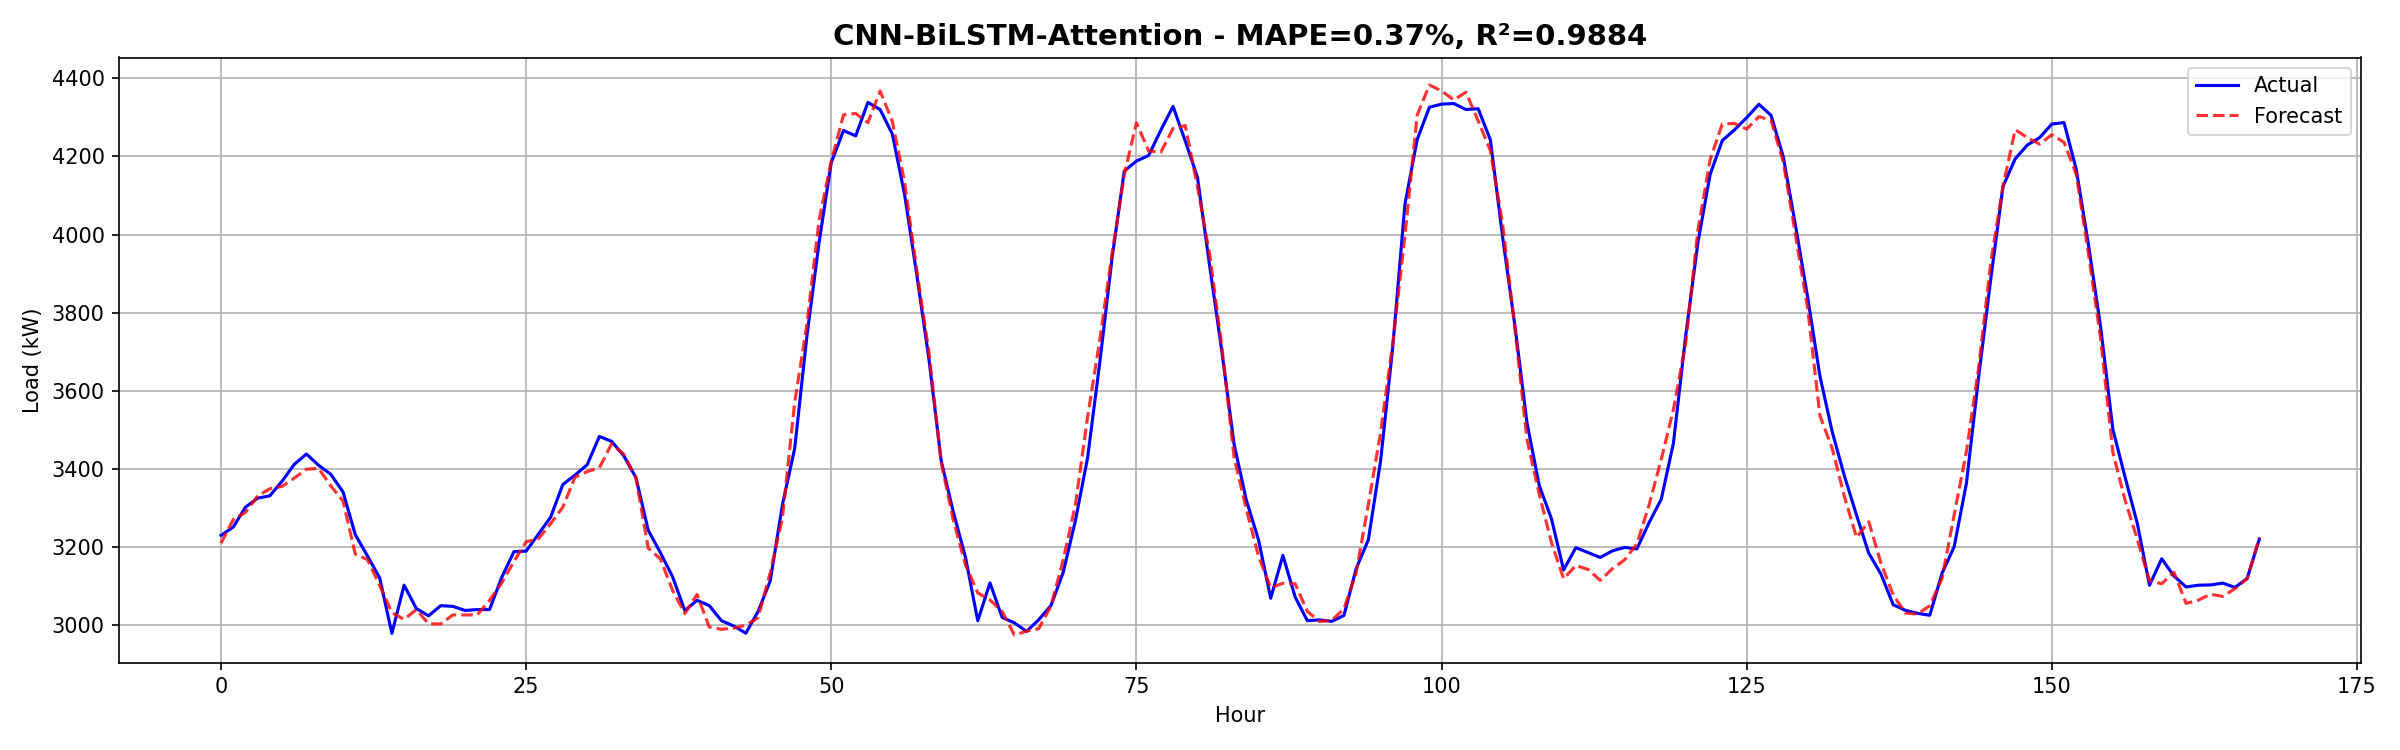 CNN-BiLSTM-Attention - MAPE=0.37%, R²=0.9884
Actual
Forecast
4400
4200
4000
3800
3600
3400
3200
3000
Load (kW)
0 25 50 75 100 125 150 175
Hour